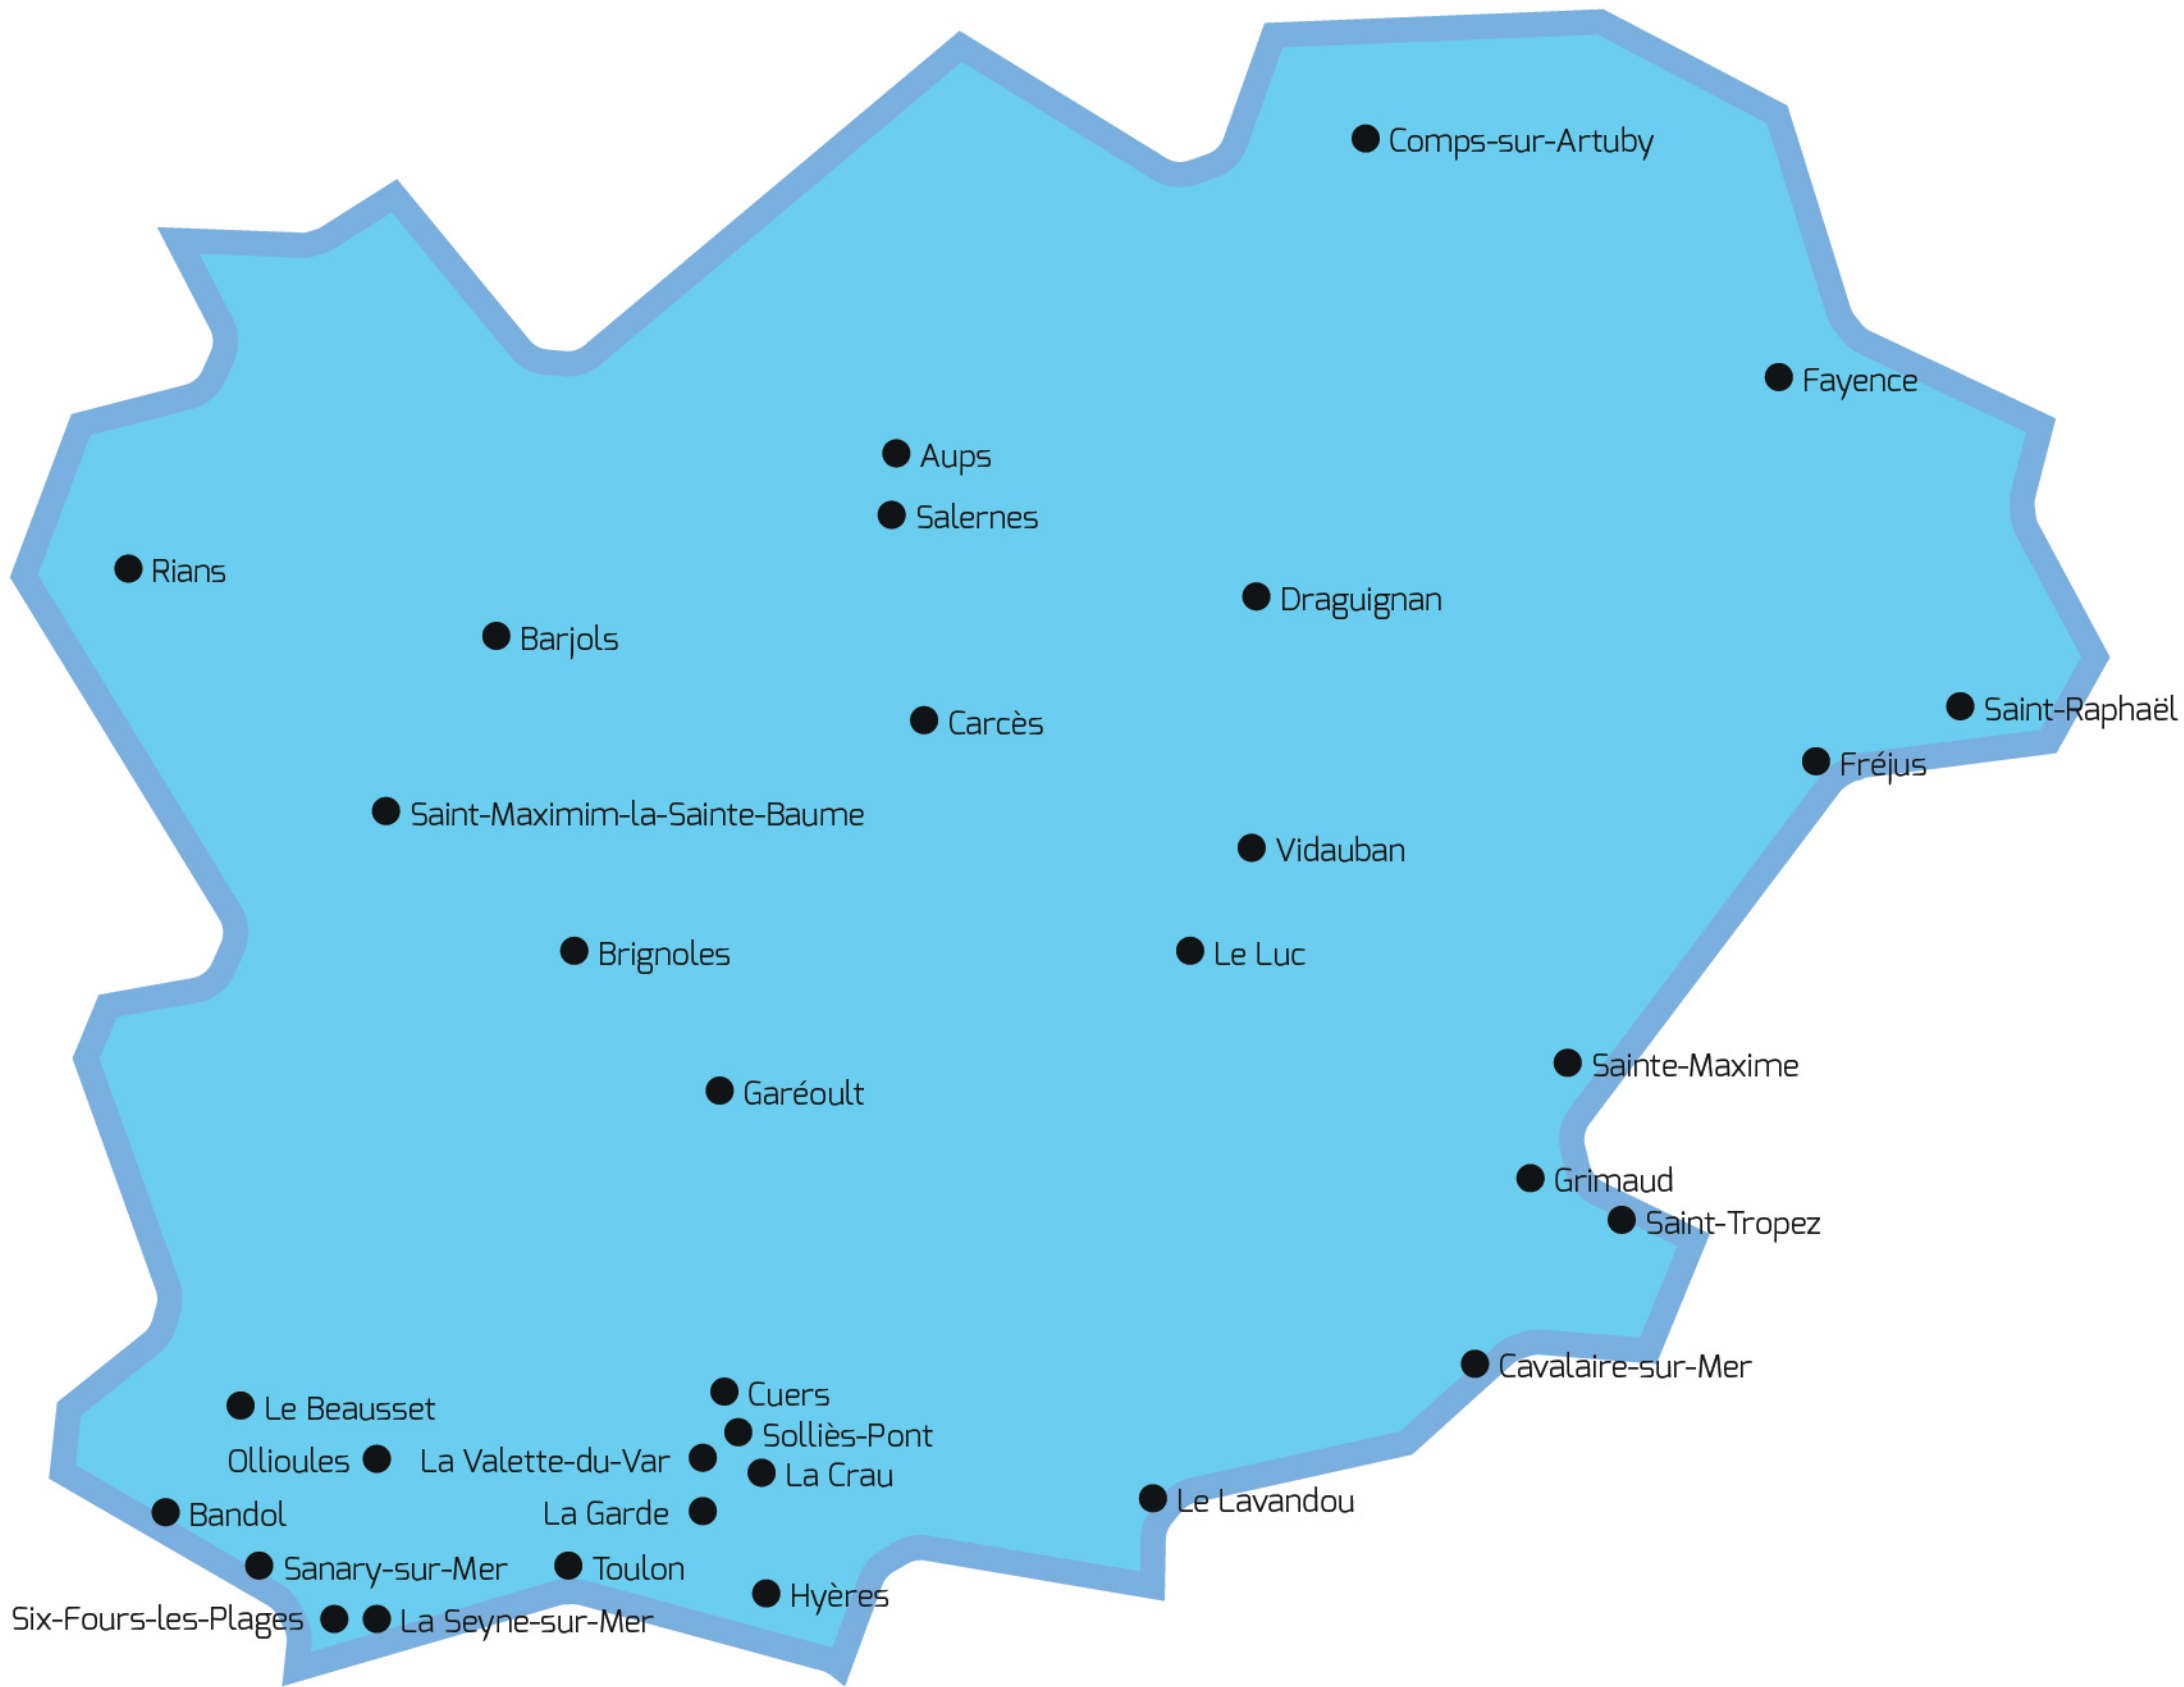 Comps-sur-Artuby
Fayence
Aups
Salernes
Rians
Draguignan
Barjols
Saint-Raphaël
Carcès
Fréjus
Saint-Maximim-la-Sainte-Baume
Vidauban
Brignoles
Le Luc
Sainte-Maxime
Garéoult
Grimaud
Saint-Tropez
Cavalaire-sur-Mer
Cuers
Le Beausset
Solliès-Pont
Ollioules
La Valette-du-Var
La Crau
Le Lavandou
Bandol
La Garde
Sanary-sur-Mer
Toulon
Hyères
Six-Fours-les-Plages
La Seyne-sur-Mer